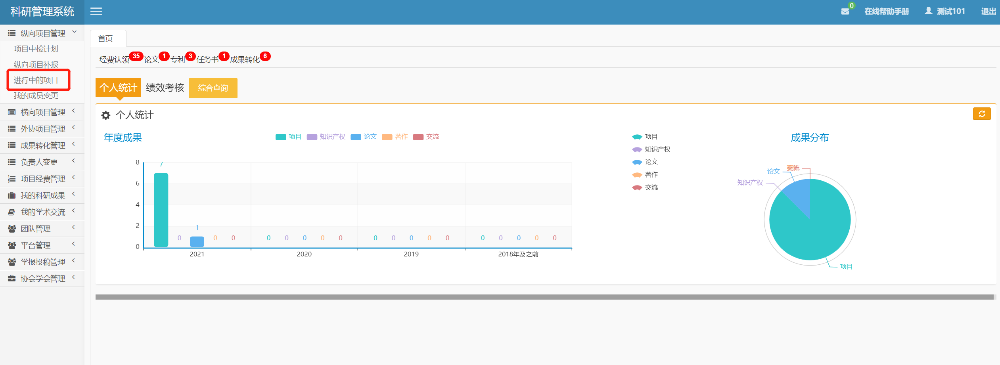 科研管理系统
0
在线帮助手册
测试101
退出
纵向项目管理
项目中检计划
纵向项目补报
进行中的项目
我的成员变更
横向项目管理
外协项目管理
成果转化管理
负责人变更
项目经费管理
我的科研成果
我的学术交流
团队管理
平台管理
学报投稿管理
协会学会管理
首页
经费认领 35 论文 1 专利 3 任务书 1 成果转化 6
个人统计 绩效考核 综合查询
个人统计
年度成果
项目 知识产权 论文 著作 交流
8
6
4
2
0
7
0
1
0 0
0 0 0 0 0
0 0 0 0 0
0 0 0 0 0
2021 2020 2019 2018年及之前
项目
知识产权
论文
著作
交流
成果分布
交流
论文
知识产权
项目